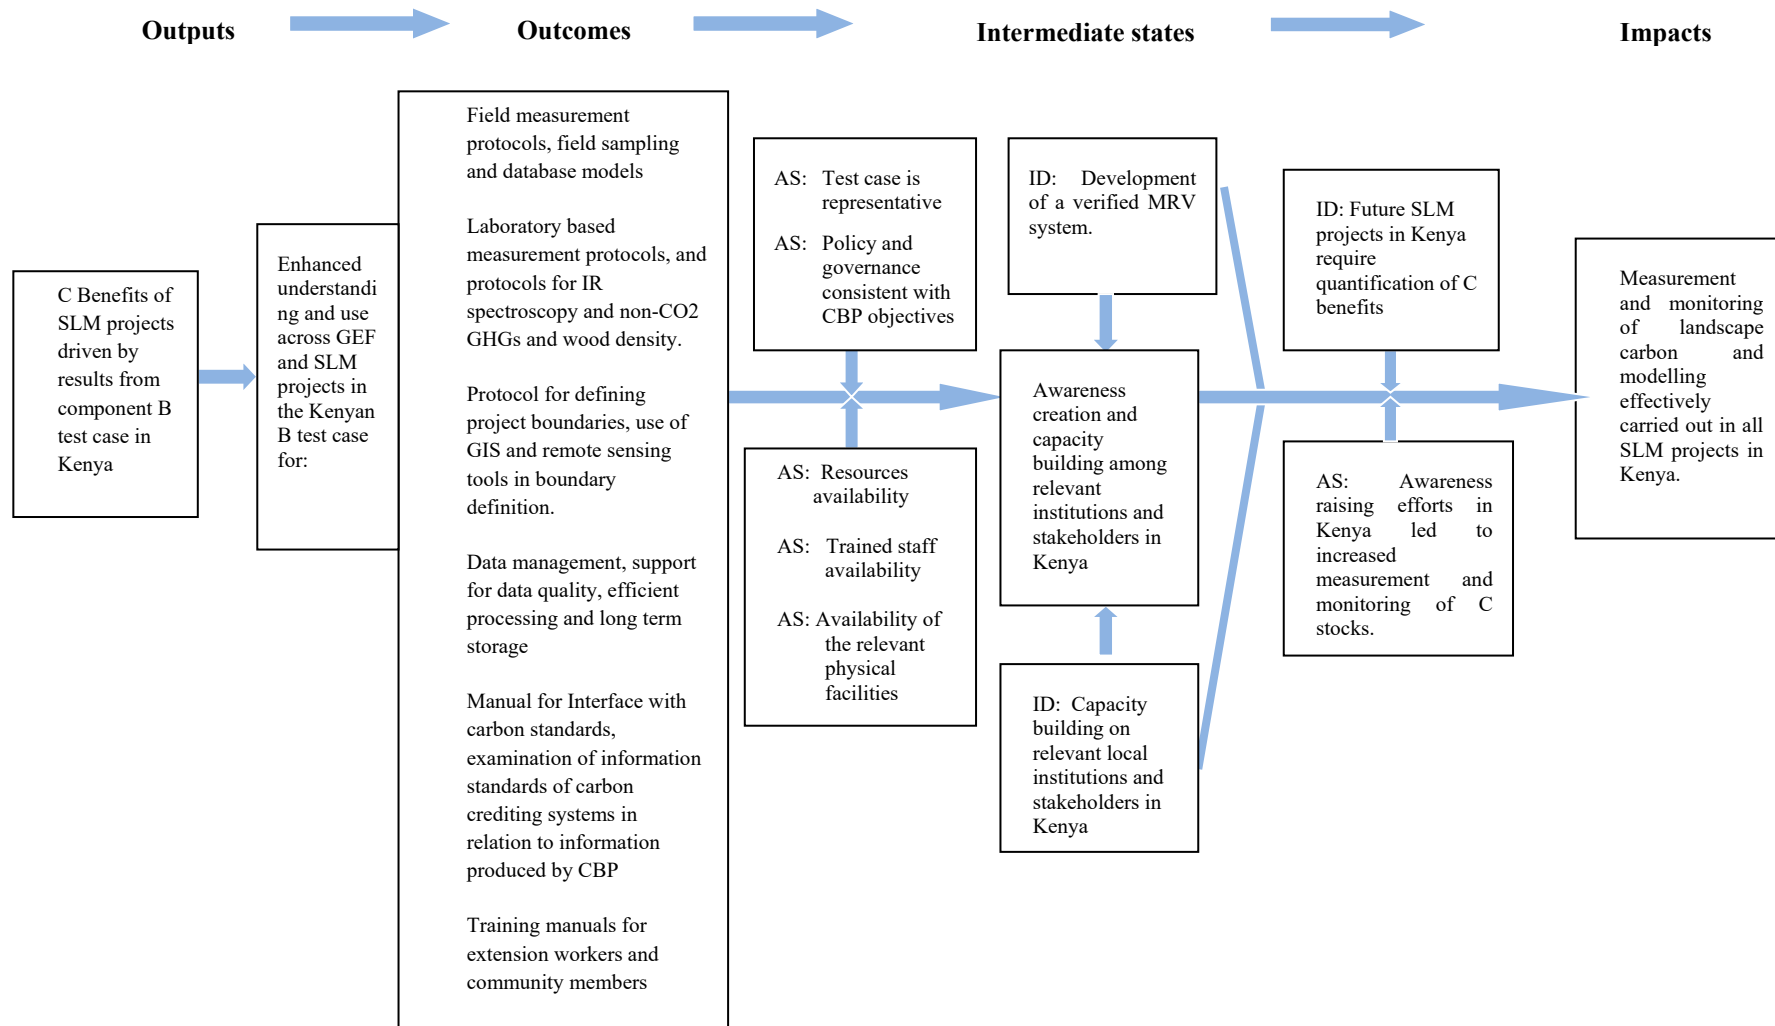 Outputs
Outcomes
Intermediate states
Impacts
C Benefits of
SLM projects
driven by
results from
component B
test case in
Kenya
Enhanced
understandi
ng and use
across GEF
and SLM
projects in
the Kenyan
B test case
for:
Field measurement
protocols, field sampling
and database models
Laboratory based
measurement protocols, and
protocols for IR
spectroscopy and non-CO2
GHGs and wood density.
Protocol for defining
project boundaries, use of
GIS and remote sensing
tools in boundary
definition.
Data management, support
for data quality, efficient
processing and long term
storage
Manual for Interface with
carbon standards,
examination of information
standards of carbon
crediting systems in
relation to information
produced by CBP
Training manuals for
extension workers and
community members
AS: Test case is
representative
AS: Policy and
governance
consistent with
CBP objectives
AS: Resources
availability
AS: Trained staff
availability
AS: Availability of
the relevant
physical
facilities
ID: Development
of a verified MRV
system.
Awareness
creation and
capacity
building among
relevant
institutions and
stakeholders in
Kenya
ID: Capacity
building on
relevant local
institutions and
stakeholders in
Kenya
ID: Future SLM
projects in Kenya
require
quantification of C
benefits
AS: Awareness
raising efforts in
Kenya led to
increased
measurement and
monitoring of C
stocks.
Measurement
and monitoring
of landscape
carbon and
modelling
effectively
carried out in all
SLM projects in
Kenya.